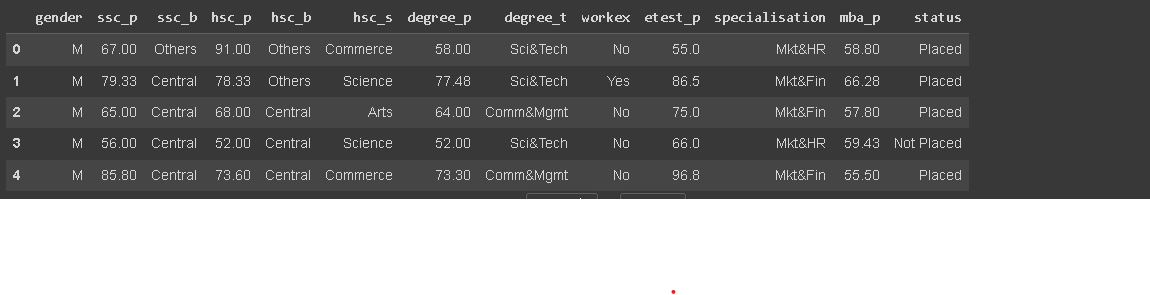 gender ssc_p ssc_b hsc_p hsc_b hsc_s degree_p degree_t workex etest_p specialisation mba_p status
0 M 67.00 Others 91.00 Others Commerce 58.00 Sci&Tech No 55.0 Mkt&HR 58.80 Placed
1 M 79.33 Central 78.33 Others Science 77.48 Sci&Tech Yes 86.5 Mkt&Fin 66.28 Placed
2 M 65.00 Central 68.00 Central Arts 64.00 Comm&Mgmt No 75.0 Mkt&Fin 57.80 Placed
3 M 56.00 Central 52.00 Central Science 52.00 Sci&Tech No 66.0 Mkt&HR 59.43 Not Placed
4 M 85.80 Central 73.60 Central Commerce 73.30 Comm&Mgmt No 96.8 Mkt&Fin 55.50 Placed